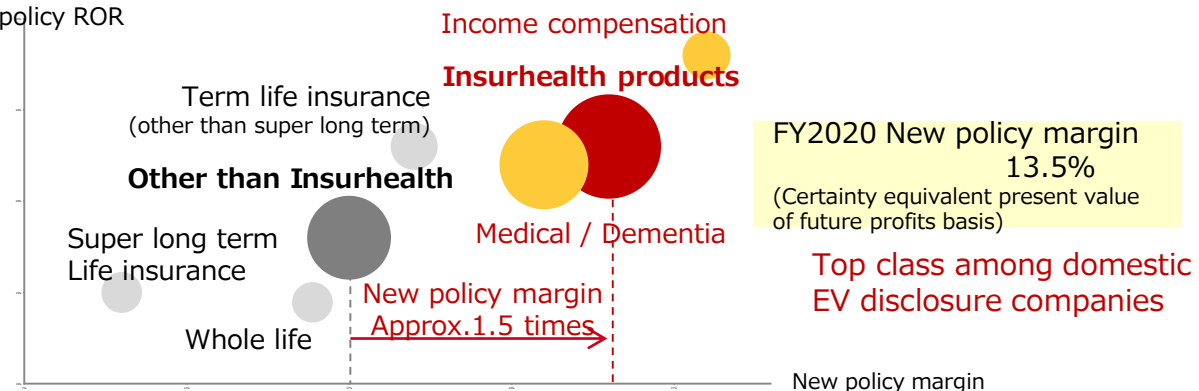 policy ROR
Income compensation
Insurhealth products
Term life insurance
(other than super long term)
Other than Insurhealth
FY2020 New policy margin
13.5%
(Certainty equivalent present value
of future profits basis)
Super long term
Life insurance
Medical / Dementia
Top class among domestic
EV disclosure companies
New policy margin
Approx.1.5 times
Whole life
New policy margin